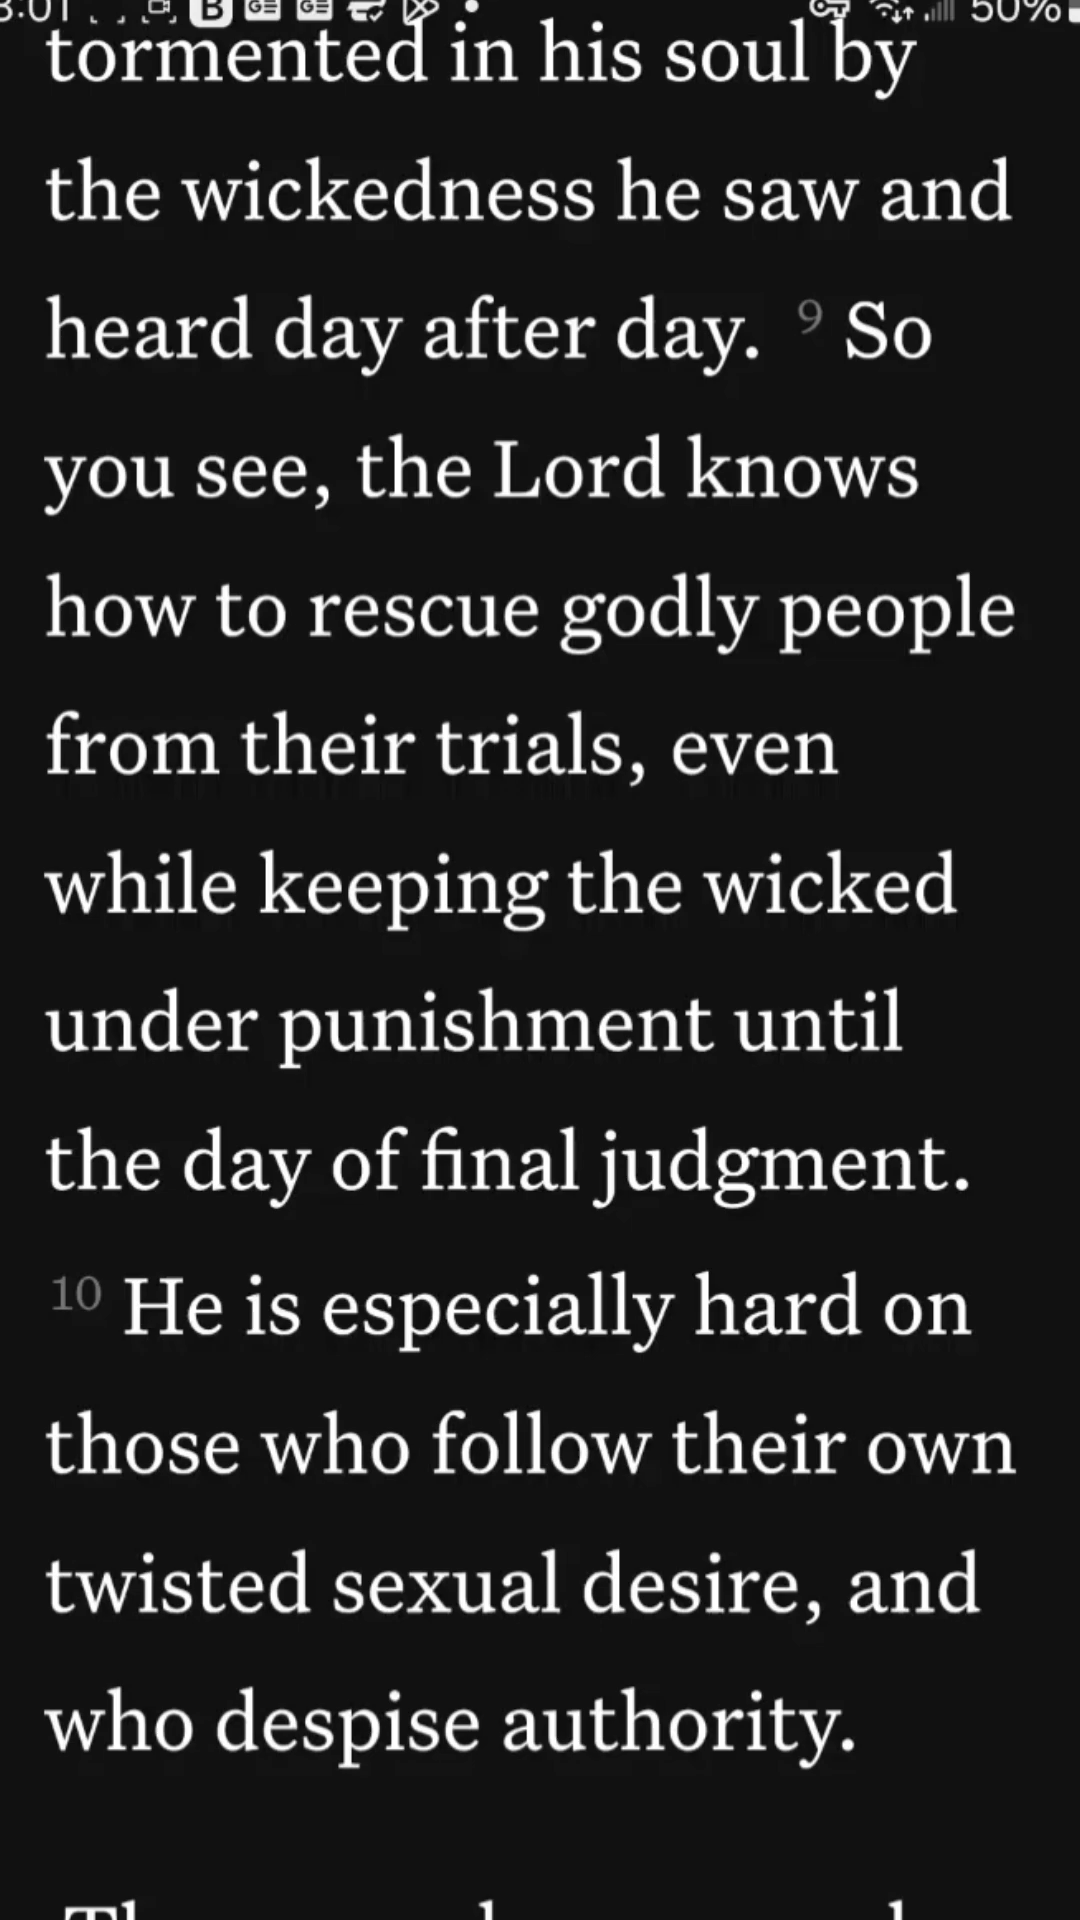 50%
tormented in his soul by
the wickedness he saw and
heard day after day. 9 So
you see, the Lord knows
how to rescue godly people
from their trials, even
while keeping the wicked
under punishment until
the day of final judgment.
10 He is especially hard on
those who follow their own
twisted sexual desire, and
who despise authority.